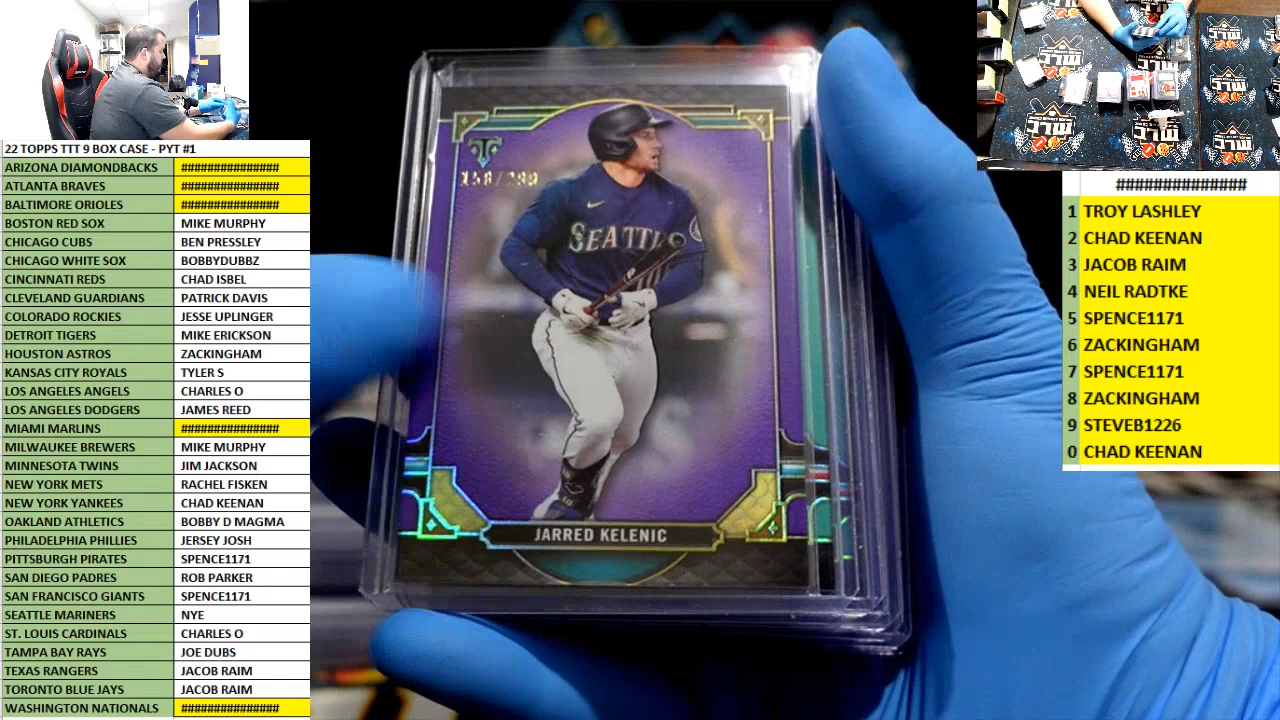 22 TOPPS TTT 9 BOX CASE - PYT #1
ARIZONA DIAMONDBACKS ##############
ATLANTA BRAVES ##############
BALTIMORE ORIOLES ##############
BOSTON RED SOX MIKE MURPHY
CHICAGO CUBS BEN PRESSLEY
CHICAGO WHITE SOX BOBBYDUBBZ
CINCINNATI REDS CHAD ISBEL
CLEVELAND GUARDIANS PATRICK DAVIS
COLORADO ROCKIES JESSE UPLINGER
DETROIT TIGERS MIKE ERICKSON
HOUSTON ASTROS ZACKINGHAM
KANSAS CITY ROYALS TYLER S
LOS ANGELES ANGELS CHARLES O
LOS ANGELES DODGERS JAMES REED
MIAMI MARLINS ##############
MILWAUKEE BREWERS MIKE MURPHY
MINNESOTA TWINS JIM JACKSON
NEW YORK METS RACHEL FISKEN
NEW YORK YANKEES CHAD KEENAN
OAKLAND ATHLETICS BOBBY D MAGMA
PHILADELPHIA PHILLIES JERSEY JOSH
PITTSBURGH PIRATES SPENCE1171
SAN DIEGO PADRES ROB PARKER
SAN FRANCISCO GIANTS SPENCE1171
SEATTLE MARINERS NYE
ST. LOUIS CARDINALS CHARLES O
TAMPA BAY RAYS JOE DUBS
TEXAS RANGERS JACOB RAIM
TORONTO BLUE JAYS JACOB RAIM
WASHINGTON NATIONALS ##############
SEATT
JARRED KELENIC
##############
1 TROY LASHLEY
2 CHAD KEENAN
3 JACOB RAIM
4 NEIL RADTKE
5 SPENCE1171
6 ZACKINGHAM
7 SPENCE1171
8 ZACKINGHAM
9 STEVEB1226
0 CHAD KEENAN